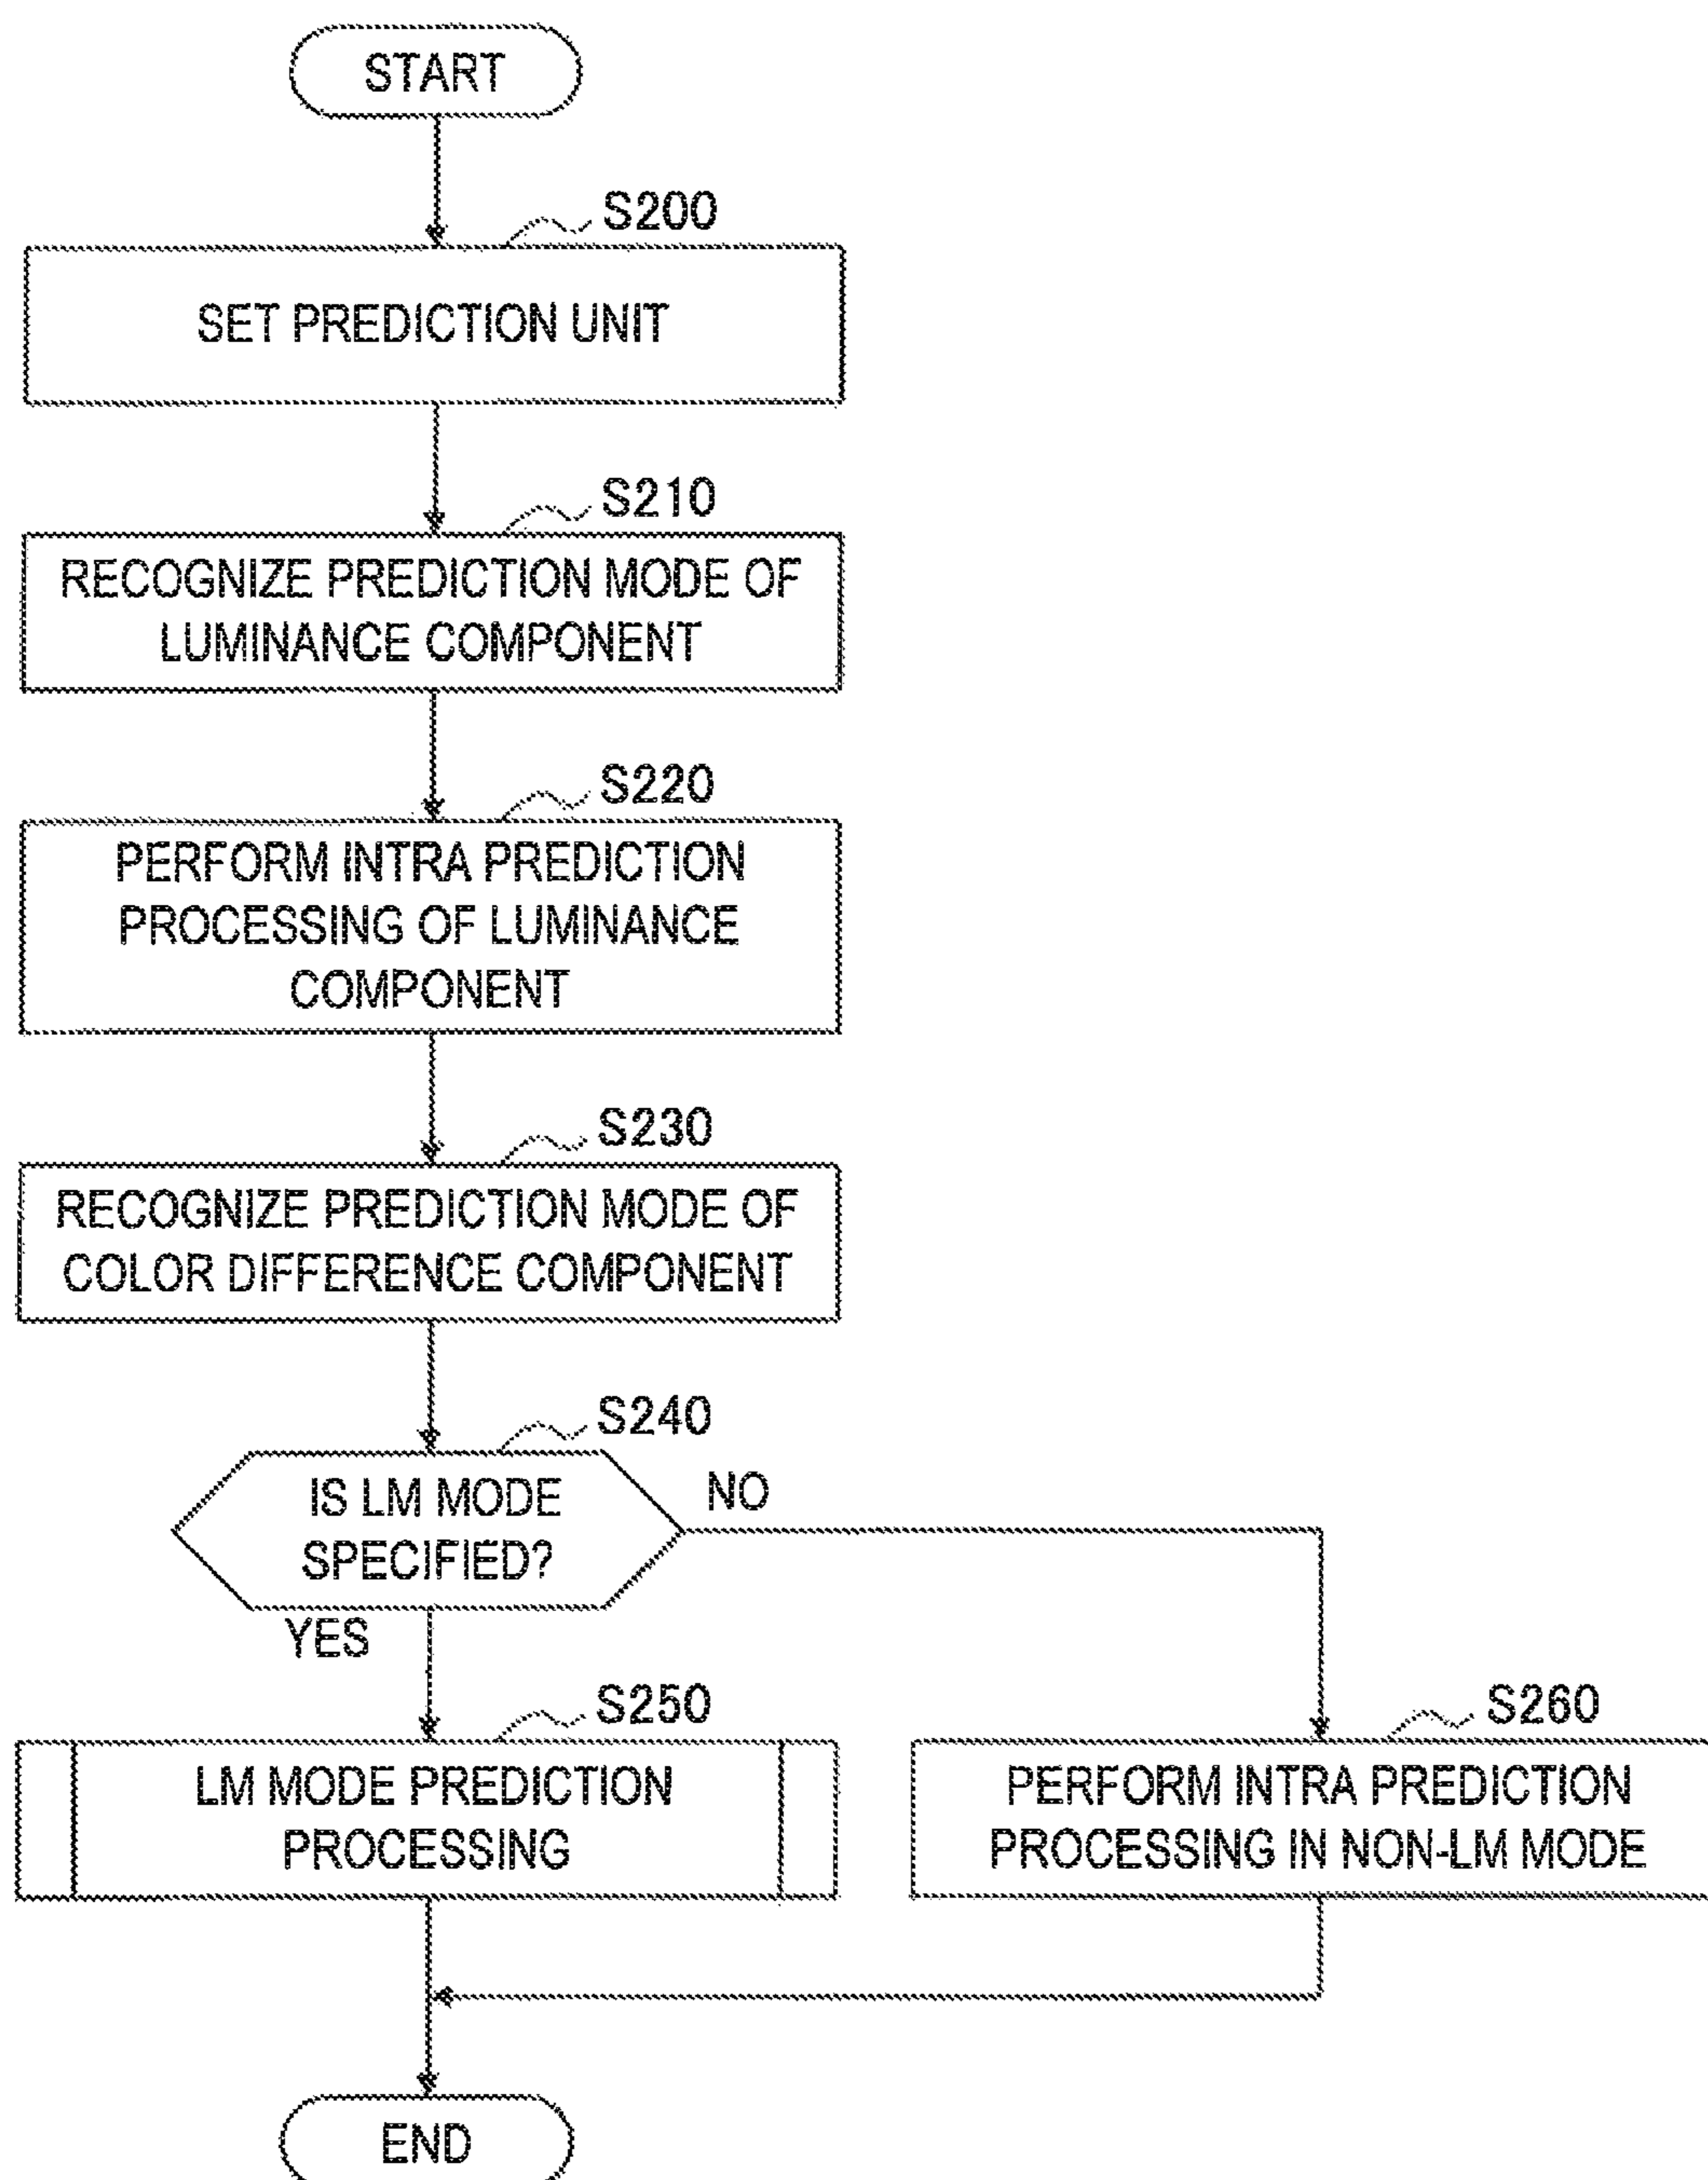 START
S200
SET PREDICTION UNIT
S210
RECOGNIZE PREDICTION MODE OF
LUMINANCE COMPONENT
S220
PERFORM INTRA PREDICTION
PROCESSING OF LUMINANCE
COMPONENT
S230
RECOGNIZE PREDICTION MODE OF
COLOR DIFFERENCE COMPONENT
S240
IS LM MODE
SPECIFIED?
NO
YES
S250
LM MODE PREDICTION
PROCESSING
S260
PERFORM INTRA PREDICTION
PROCESSING IN NON-LM MODE
END